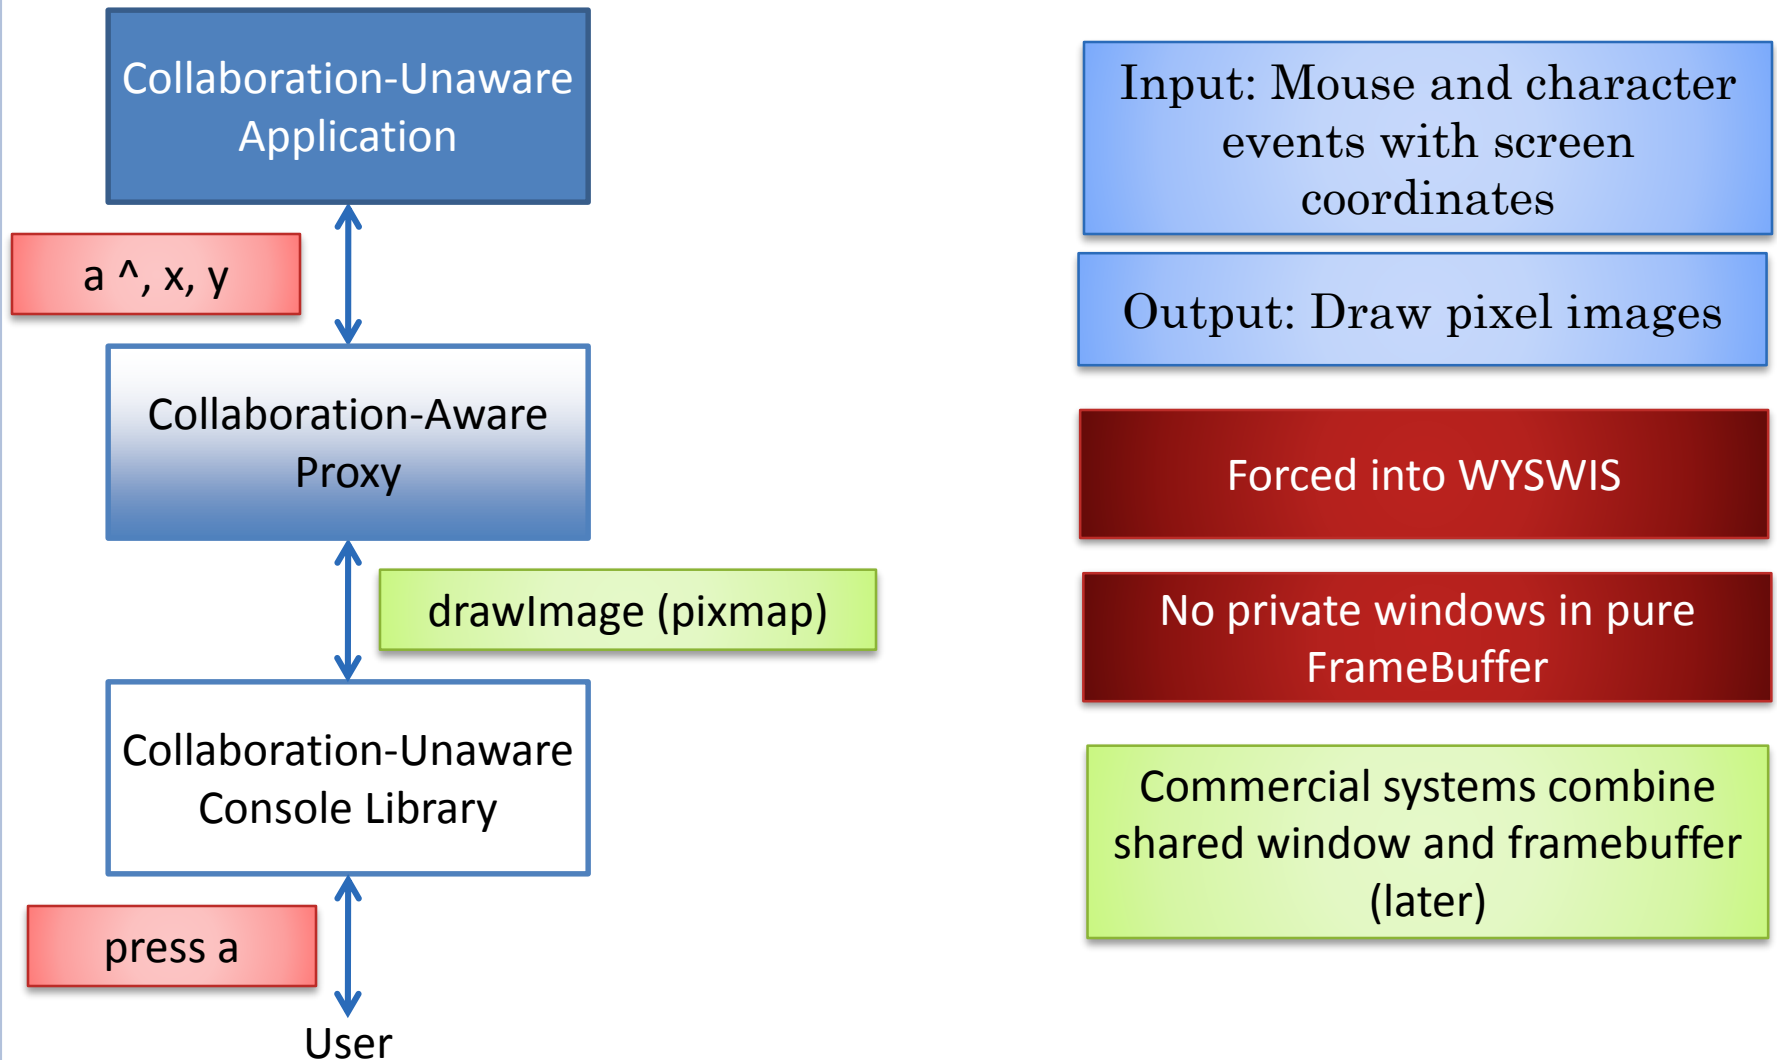 Collaboration-Unaware
Application
a ^, x, y
Collaboration-Aware
Proxy
drawImage (pixmap)
Collaboration-Unaware
Console Library
press a
User
Input: Mouse and character
events with screen
coordinates
Output: Draw pixel images
Forced into WYSWIS
No private windows in pure
FrameBuffer
Commercial systems combine
shared window and framebuffer
(later)